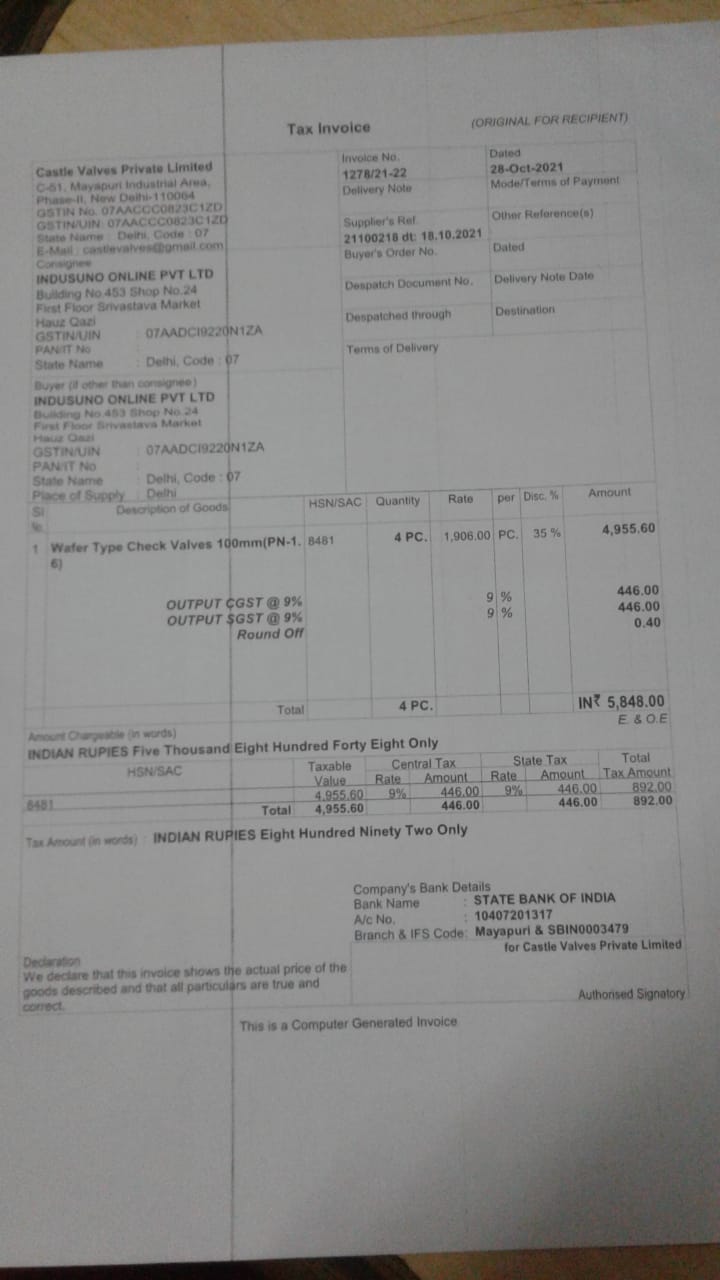 Tax Invoice
(ORIGINAL FOR RECIPIENT)
Castle Valves Private Limited
C-51, Mayapuri Industrial Area,
Phase-II, New Delhi-110064
GSTIN No. 07AACCC0823C1ZD
GSTIN/UIN: 07AACCC0823C1ZD
State Name : Delhi, Code : 07
E-Mail : castlevalves@gmail.com
Invoice No.
1278/21-22
Dated
28-Oct-2021
Delivery Note
Mode/Terms of Payment
Supplier's Ref.
21100218 dt: 18.10.2021
Other Reference(s)
Buyer's Order No.
Dated
Despatch Document No.
Delivery Note Date
Despatched through
Destination
Terms of Delivery
Consignee
INDUSUNO ONLINE PVT LTD
Building No.453 Shop No.24
First Floor Srivastava Market
Hauz Qazi
GSTIN/UIN : 07AADCI9220N1ZA
PAN/IT No
State Name : Delhi, Code : 07
Buyer (if other than consignee)
INDUSUNO ONLINE PVT LTD
Building No.453 Shop No.24
First Floor Srivastava Market
Hauz Qazi
GSTIN/UIN : 07AADCI9220N1ZA
PAN/IT No :
State Name : Delhi, Code : 07
Place of Supply : Delhi
Sl No. Description of Goods HSN/SAC Quantity Rate per Disc. % Amount
1 Wafer Type Check Valves 100mm(PN-1. 8481 4 PC. 1,906.00 PC. 35 % 4,955.60
6)
OUTPUT CGST @ 9% 9 % 446.00
OUTPUT SGST @ 9% 9 % 446.00
Round Off 0.40
Total 4 PC. IN₹ 5,848.00
E. & O.E
Amount Chargeable (in words)
INDIAN RUPIES Five Thousand Eight Hundred Forty Eight Only
HSN/SAC Taxable Value Central Tax State Tax Total Tax Amount
Rate Amount Rate Amount
8481 4,955.60 9% 446.00 9% 446.00 892.00
Total 4,955.60 446.00 446.00 892.00
Tax Amount (in words) : INDIAN RUPIES Eight Hundred Ninety Two Only
Company's Bank Details
Bank Name : STATE BANK OF INDIA
A/c No. : 10407201317
Branch & IFS Code: Mayapuri & SBIN0003479
for Castle Valves Private Limited
Declaration
We declare that this invoice shows the actual price of the
goods described and that all particulars are true and
correct.
Authorised Signatory
This is a Computer Generated Invoice